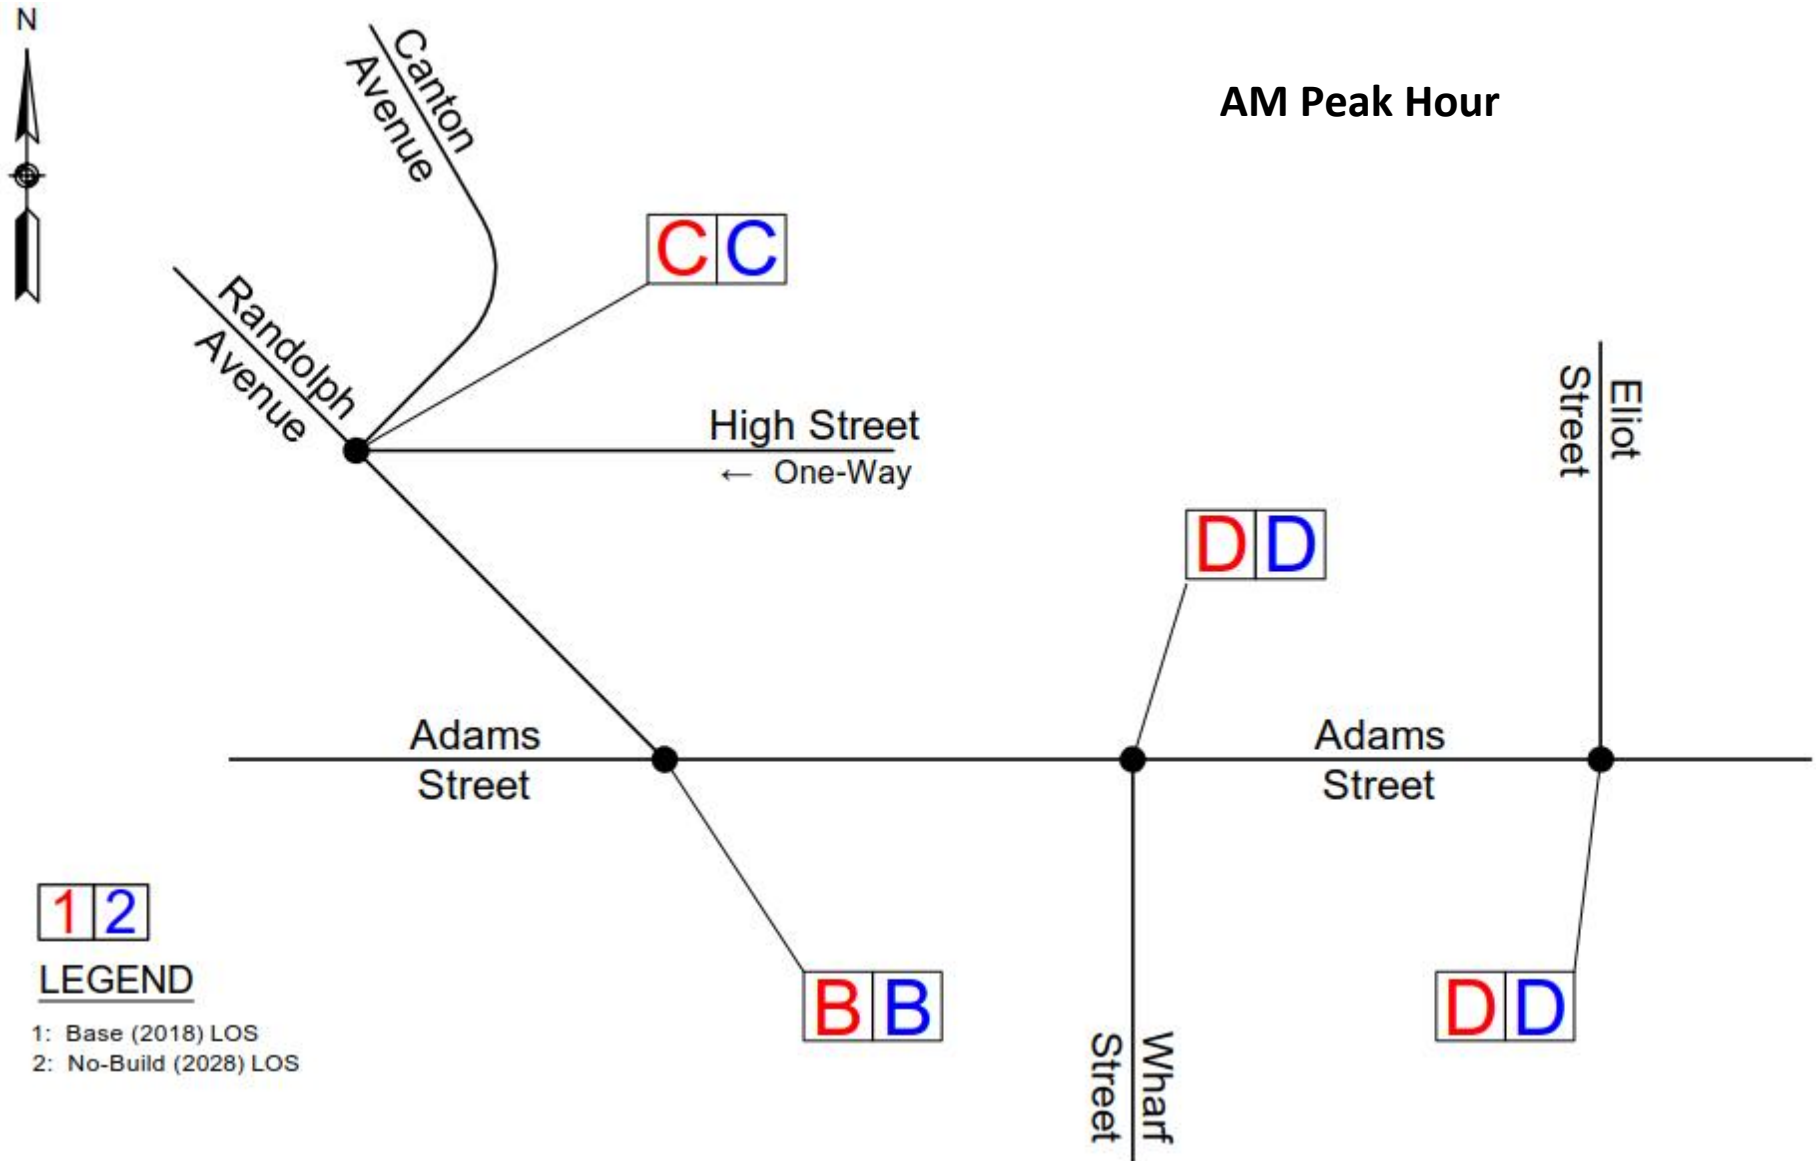 N
Canton
Avenue
AM Peak Hour
C C
Randolph
Avenue
High Street
← One-Way
Eliot
Street
D D
Adams
Street
Adams
Street
1 2
LEGEND
1: Base (2018) LOS
2: No-Build (2028) LOS
B B
Wharf
Street
D D